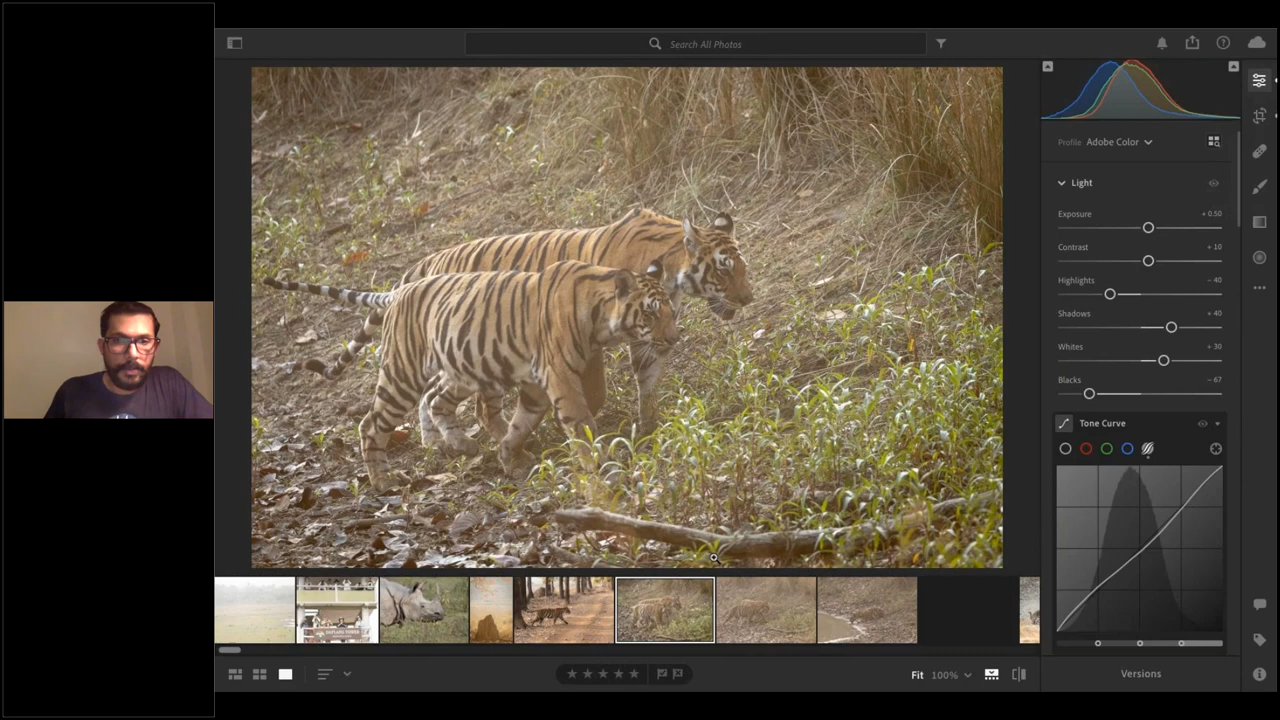 Search All Photos
Profile Adobe Color
Light
Exposure + 0.50
Contrast + 10
Highlights – 40
Shadows + 40
Whites + 30
Blacks – 67
Tone Curve
Fit 100%
Versions